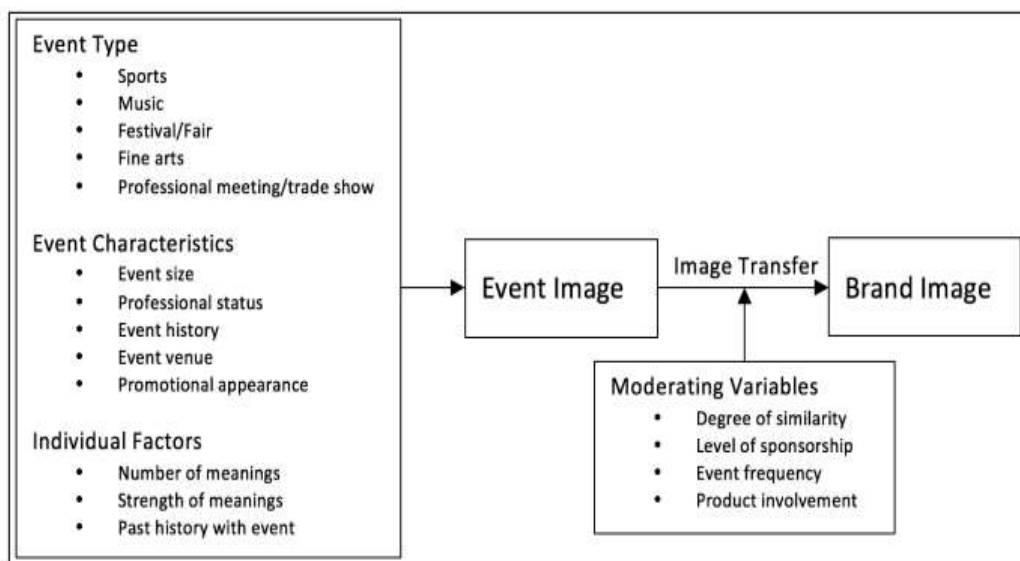 Event Type
• Sports
• Music
• Festival/Fair
• Fine arts
• Professional meeting/trade show
Event Characteristics
• Event size
• Professional status
• Event history
• Event venue
• Promotional appearance
Individual Factors
• Number of meanings
• Strength of meanings
• Past history with event
Event Image
Image Transfer
Brand Image
Moderating Variables
• Degree of similarity
• Level of sponsorship
• Event frequency
• Product involvement